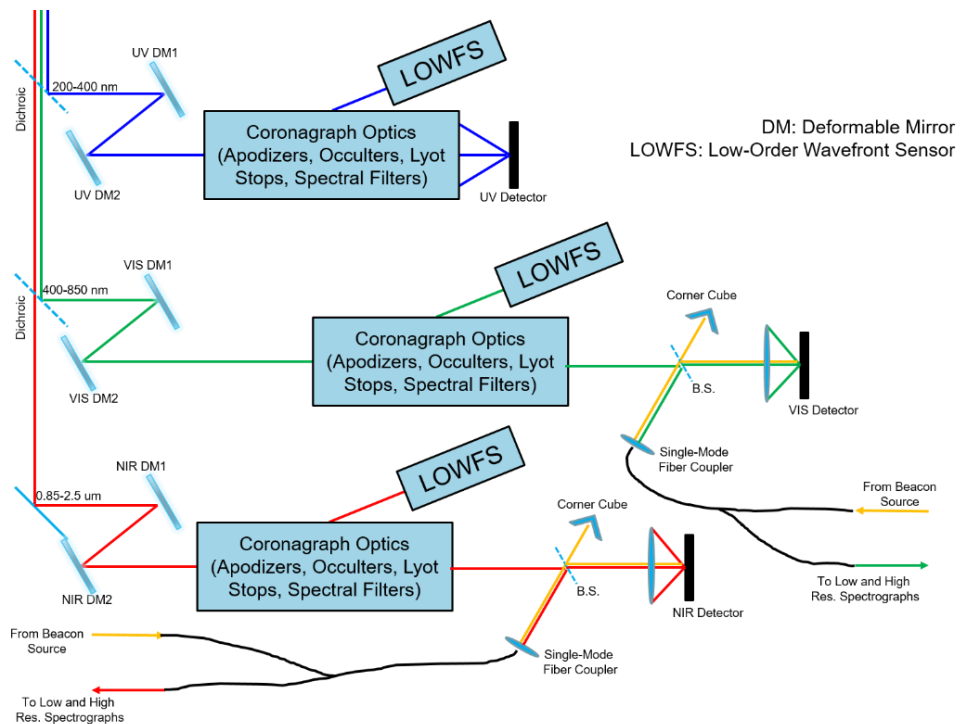 UV DM1
LOWFS
200-400 nm
Dichroic
Coronagraph Optics
(Apodizers, Occulters, Lyot
Stops, Spectral Filters)
DM: Deformable Mirror
LOWFS: Low-Order Wavefront Sensor
UV DM2
UV Detector
VIS DM1
LOWFS
400-850 nm
Dichroic
Corner Cube
Coronagraph Optics
(Apodizers, Occulters, Lyot
Stops, Spectral Filters)
B.S.
VIS DM2
VIS Detector
Single-Mode
Fiber Coupler
NIR DM1
LOWFS
0.85-2.5 um
From Beacon
Source
Corner Cube
Coronagraph Optics
(Apodizers, Occulters, Lyot
Stops, Spectral Filters)
B.S.
To Low and High
Res. Spectrographs
NIR DM2
NIR Detector
From Beacon
Source
Single-Mode
Fiber Coupler
To Low and High
Res. Spectrographs